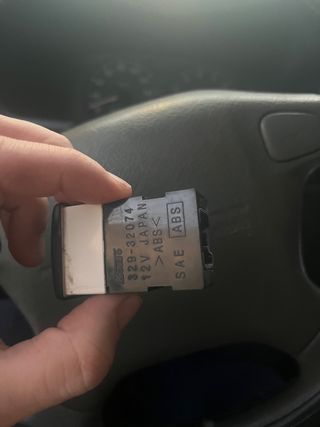 329-32074
12V JAPAN
>ABS<
SAE ABS